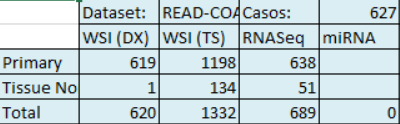 Dataset: READ-COA Casos: 627
WSI (DX) WSI (TS) RNASeq miRNA
Primary 619 1198 638
Tissue No 1 134 51
Total 620 1332 689 0